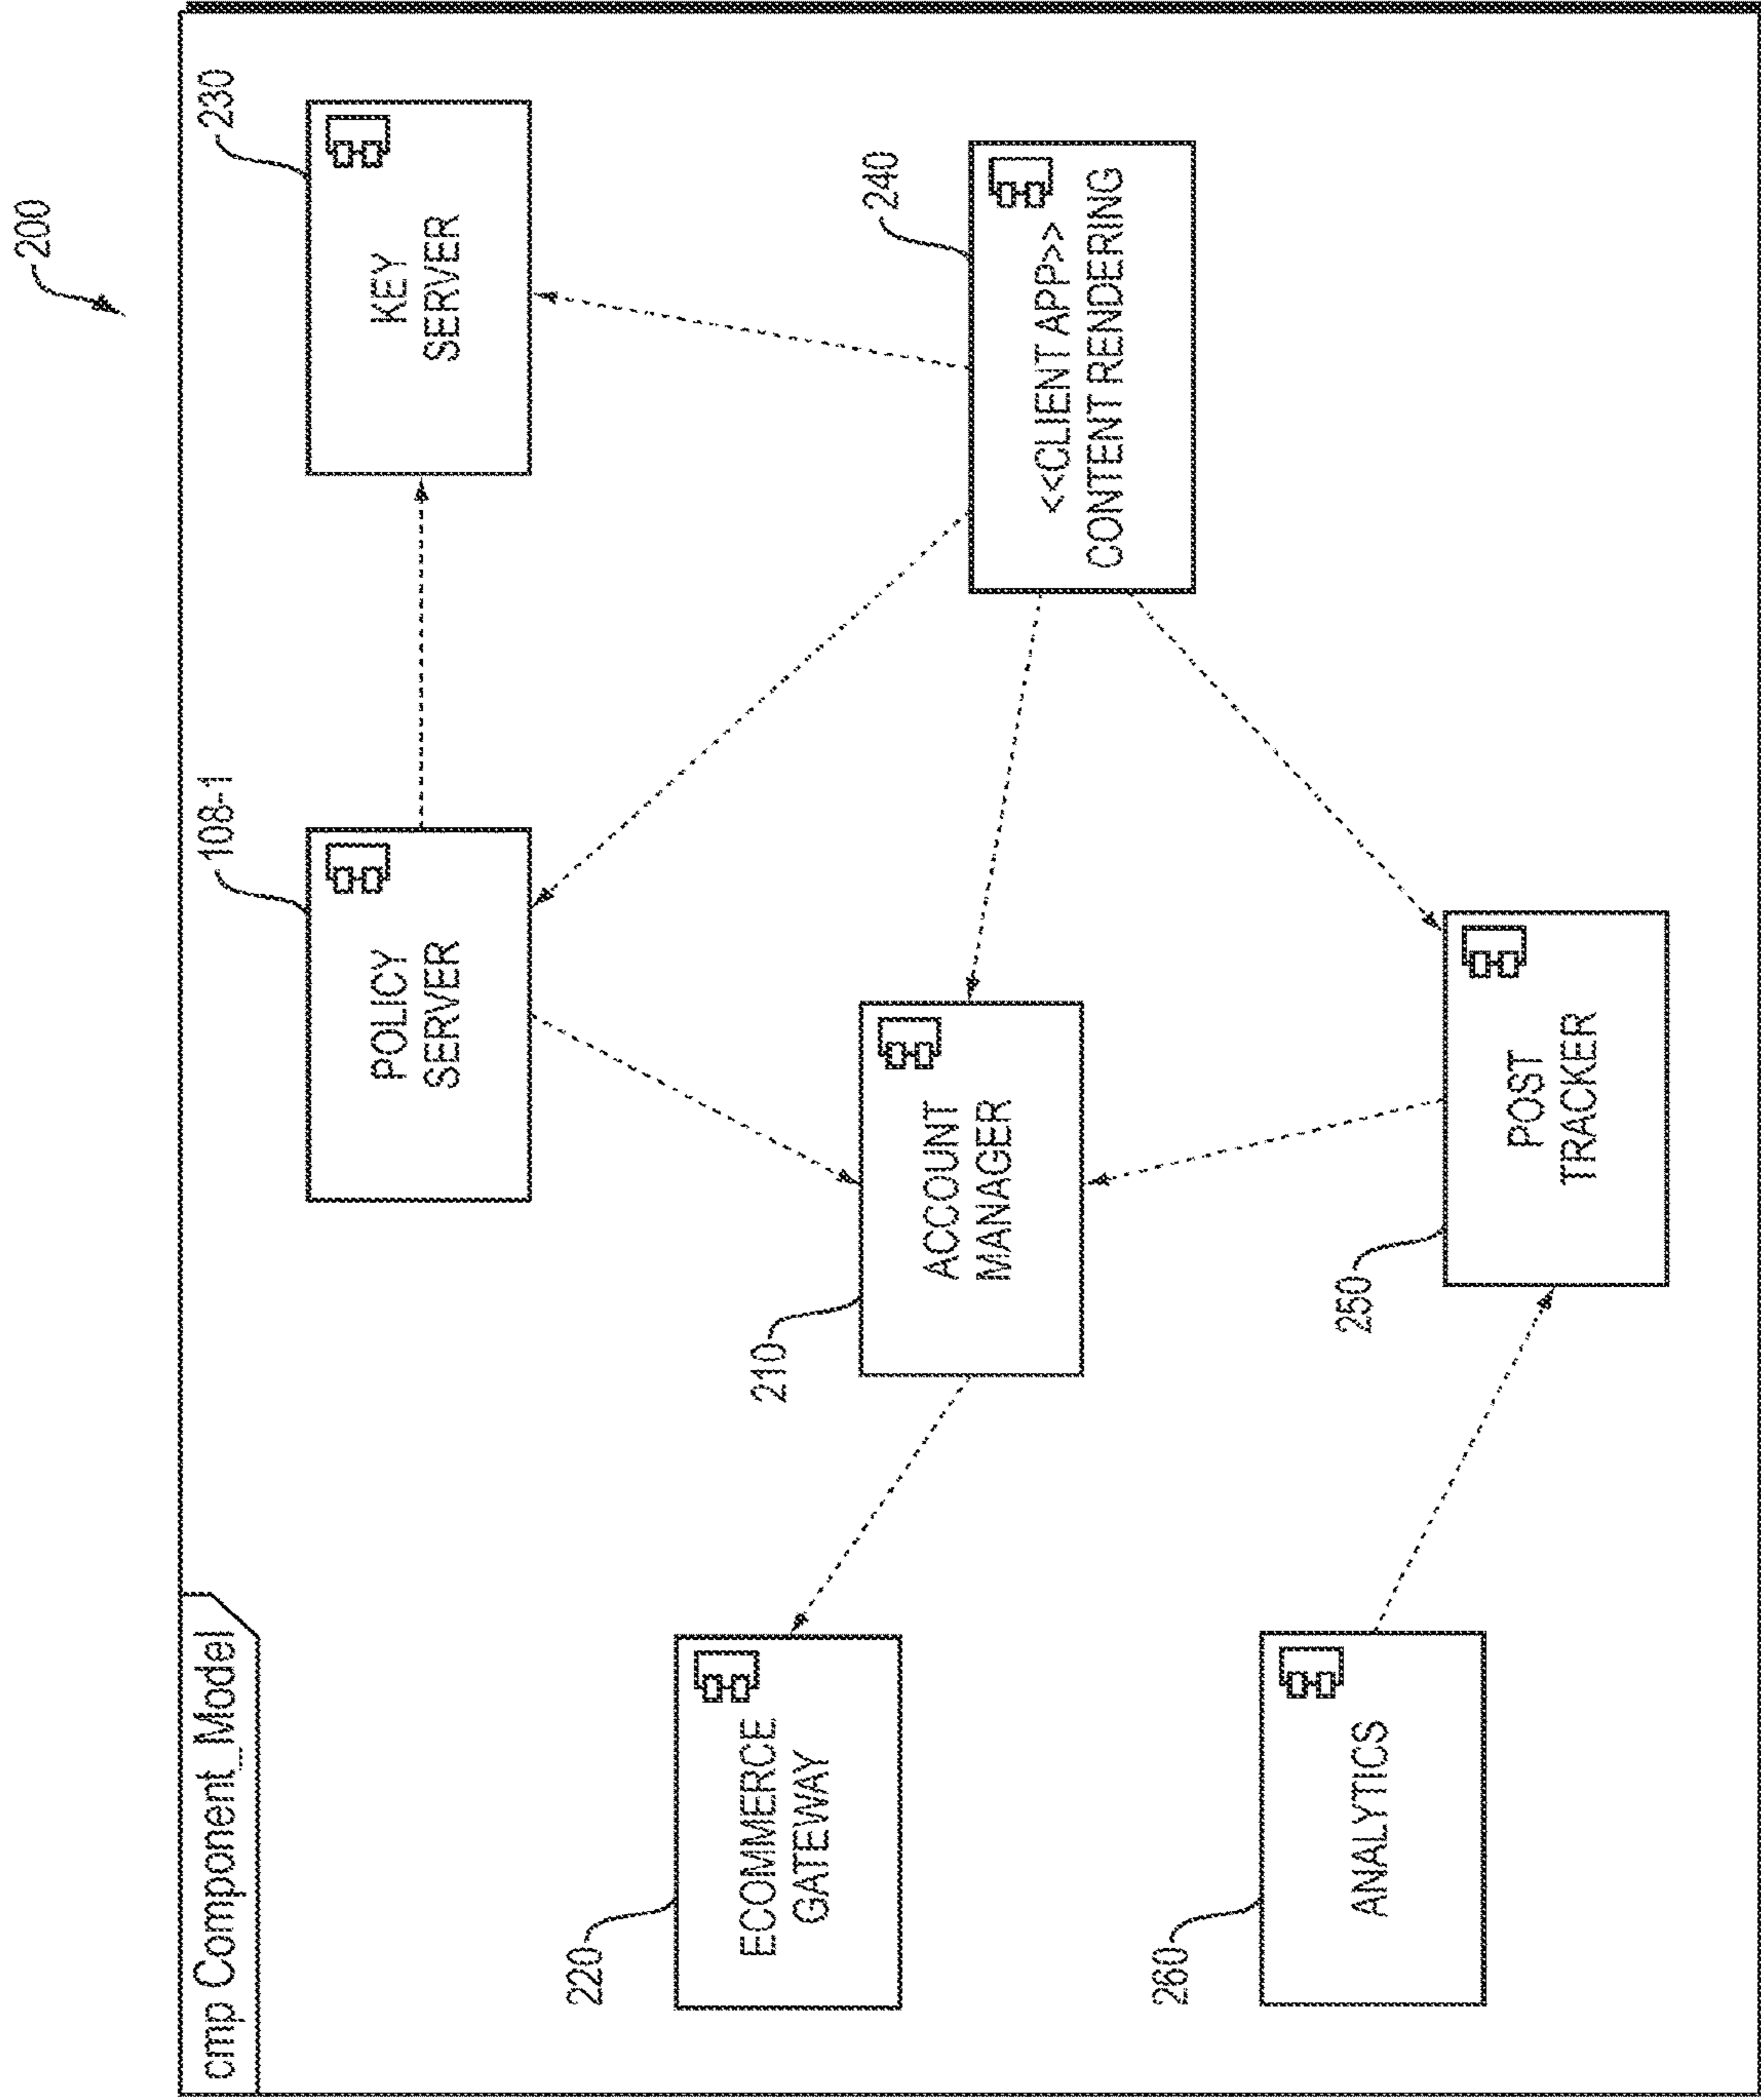 200
cmp Component_Model
108-1
230
POLICY
SERVER
KEY
SERVER
220
ECOMMERCE
GATEWAY
210
ACCOUNT
MANAGER
240
<<CLIENT APP>>
CONTENT RENDERING
260
ANALYTICS
250
POST
TRACKER